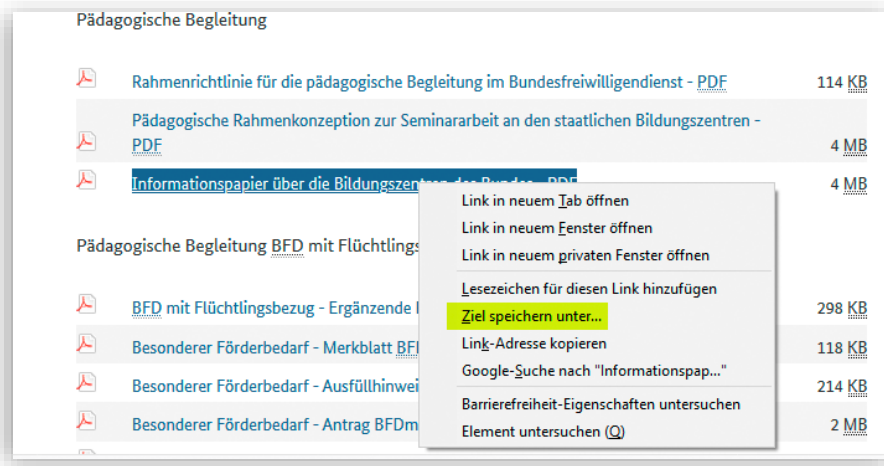 Pädagogische Begleitung
Rahmenrichtlinie für die pädagogische Begleitung im Bundesfreiwilligendienst - PDF 114 KB
Pädagogische Rahmenkonzeption zur Seminararbeit an den staatlichen Bildungszentren -
PDF 4 MB
Informationspapier über die Bildungszentren des Bundes - PDF 4 MB
Link in neuem Tab öffnen
Link in neuem Fenster öffnen
Link in neuem privaten Fenster öffnen
Lesezeichen für diesen Link hinzufügen
Ziel speichern unter...
Link-Adresse kopieren
Google-Suche nach "Informationspap..."
Barrierefreiheit-Eigenschaften untersuchen
Element untersuchen (Q)
Pädagogische Begleitung BFD mit Flüchtlings
BFD mit Flüchtlingsbezug - Ergänzende 298 KB
Besonderer Förderbedarf - Merkblatt BF 118 KB
Besonderer Förderbedarf - Ausfüllhinwei 214 KB
Besonderer Förderbedarf - Antrag BFDm 2 MB